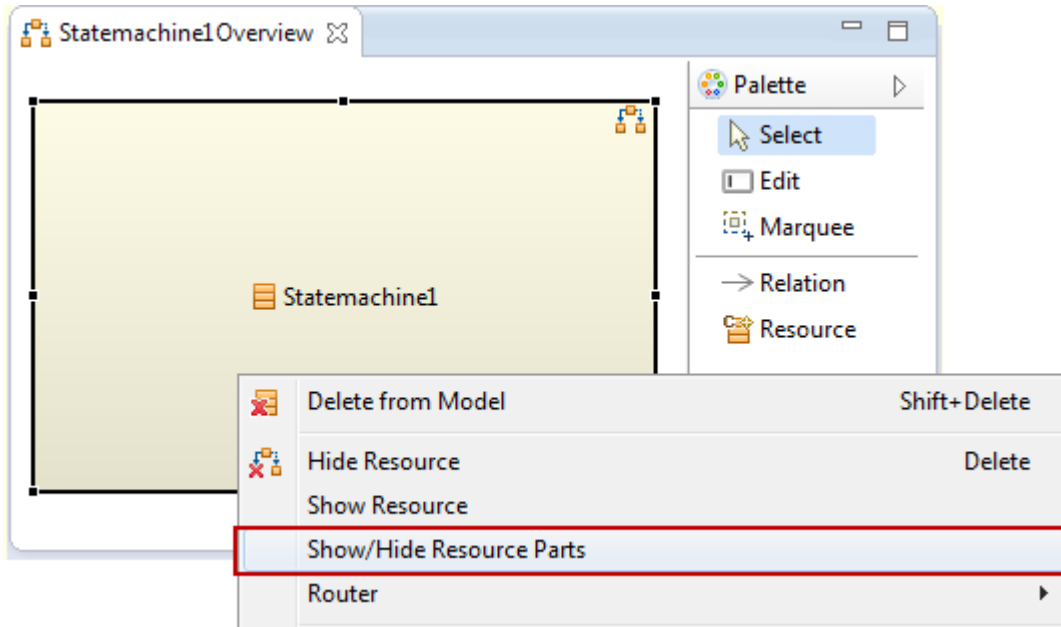 Statemachine1Overview
Palette
Select
Edit
Marquee
Relation
Resource
Statemachine1
Delete from Model Shift+Delete
Hide Resource Delete
Show Resource
Show/Hide Resource Parts
Router